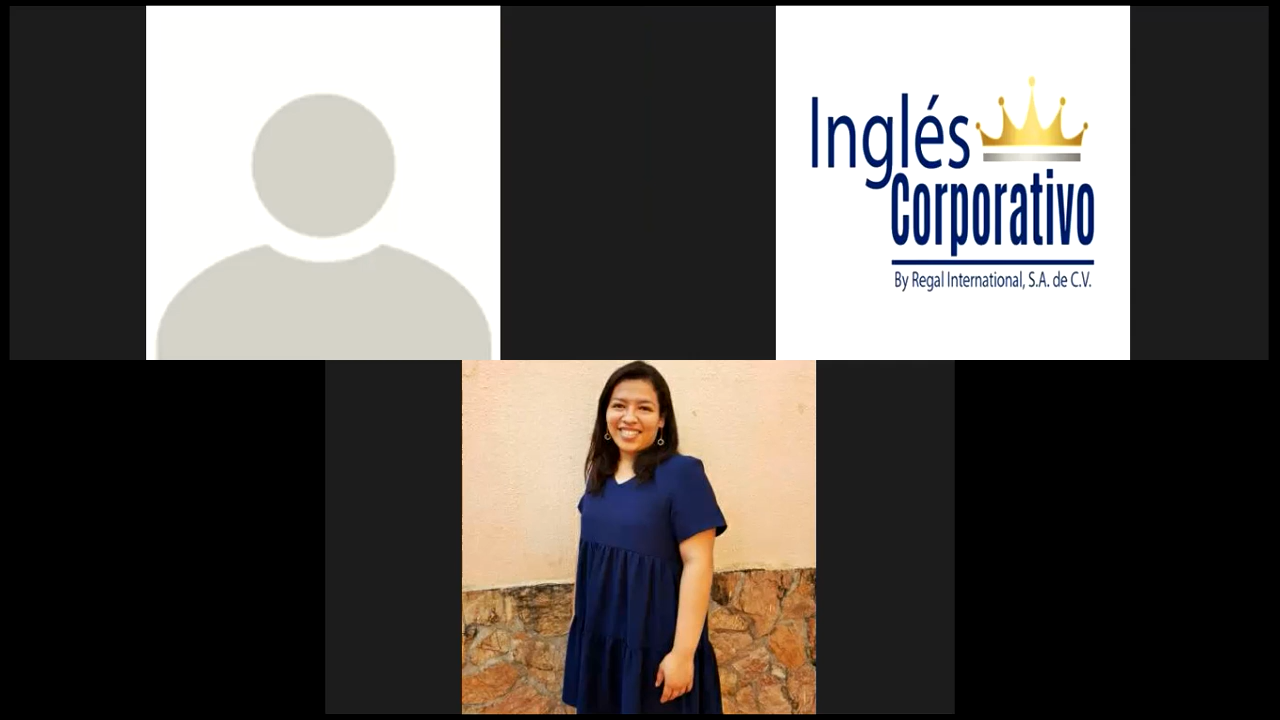 Inglés
Corporativo
By Regal International, S.A. de C.V.